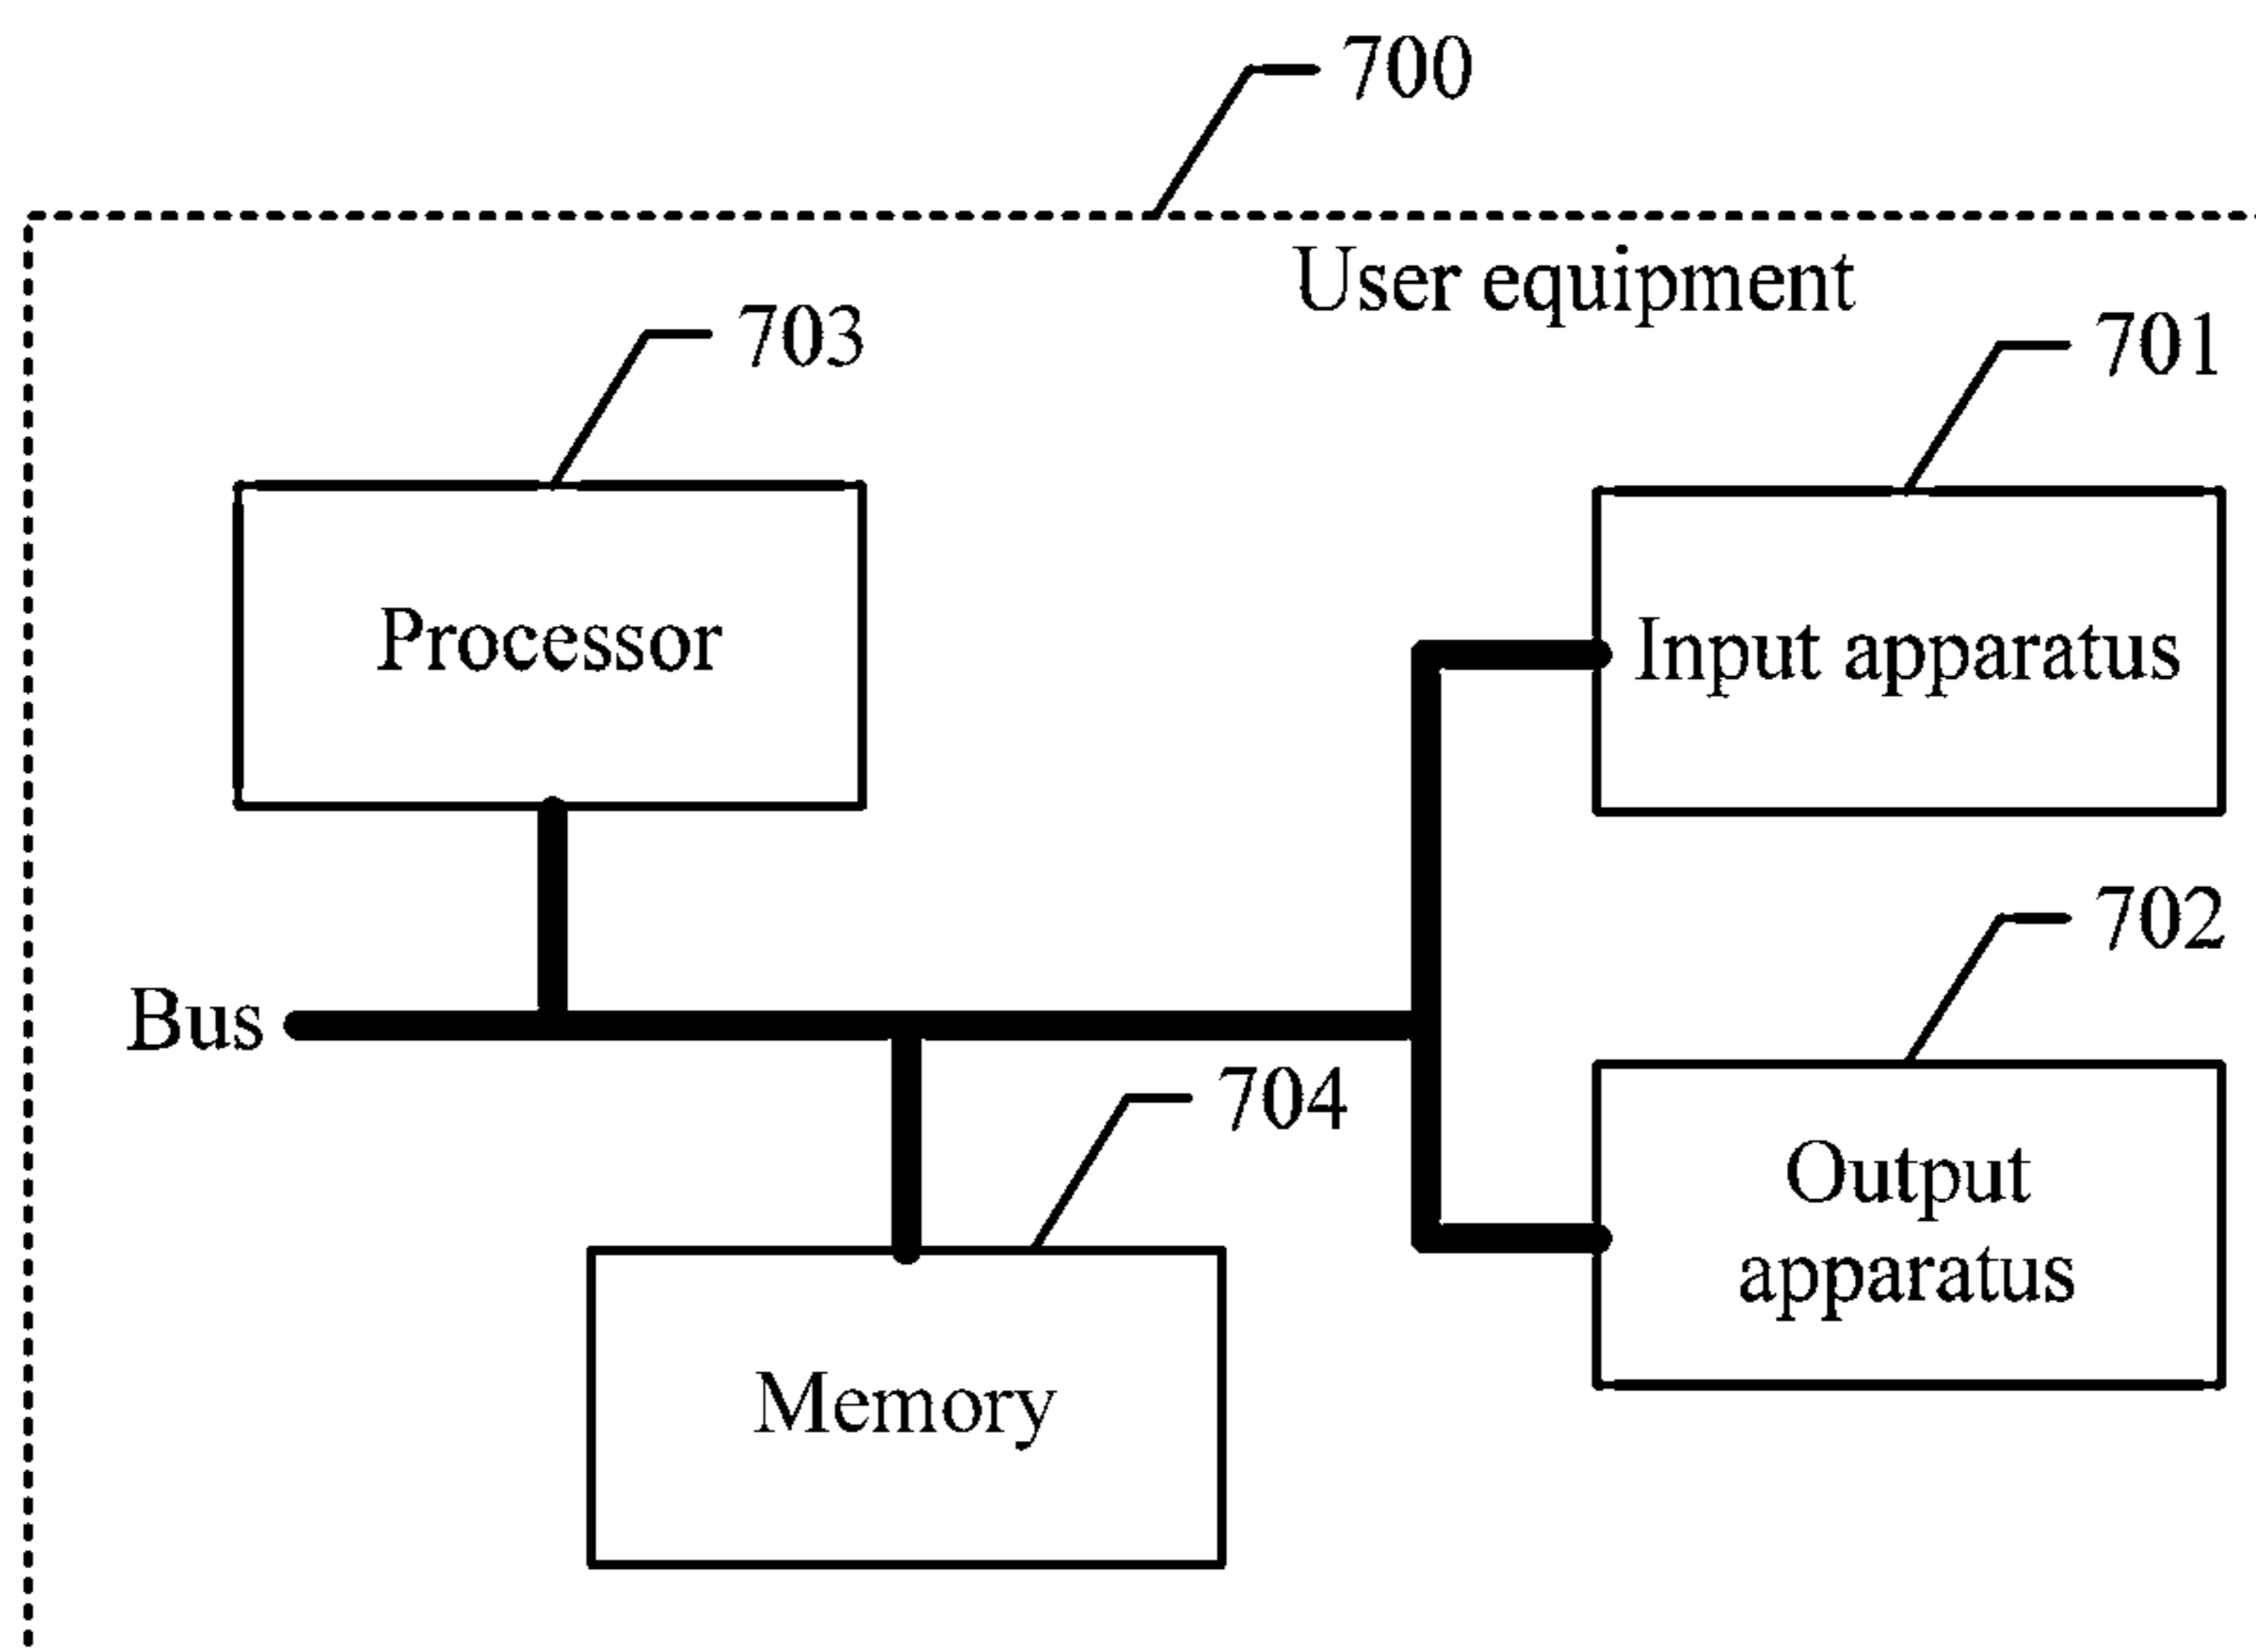 700
User equipment
703
701
Processor
Input apparatus
702
Bus
704
Output
apparatus
Memory